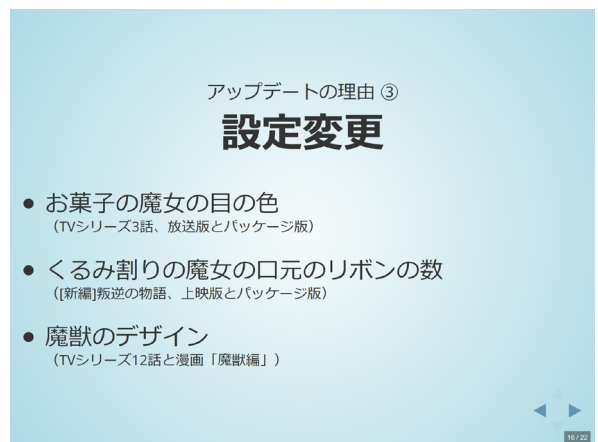 アップデートの理由 ③
設定変更
• お菓子の魔女の目の色
（TVシリーズ3話、放送版とパッケージ版）
• くるみ割りの魔女の口元のリボンの数
（[新編]叛逆の物語、上映版とパッケージ版）
• 魔獣のデザイン
（TVシリーズ12話と漫画「魔獣編」）
16 / 22